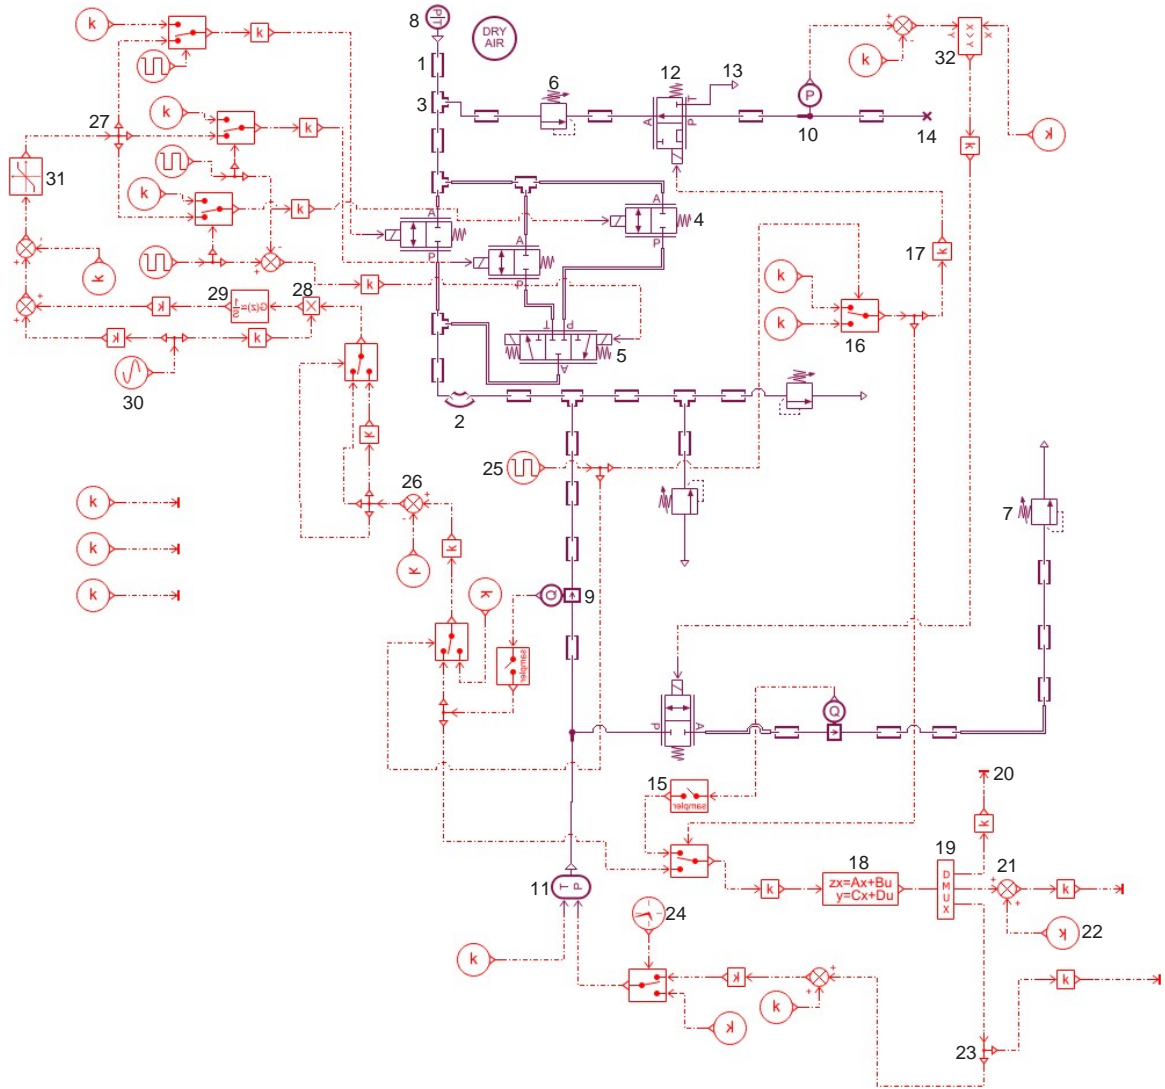 k
8
P|T
DRY
AIR
k
X
Y
X>Y
32
k
k
1
6
12
13
3
T
A
P
P
10
14
k
k
27
k
k
k
31
k
k
A
A
A
4
P
P
P
17
k
k
29
28
k
k
G(z)=
1/S
X
T
P
A
5
k
16
k
k
30
k
2
25
26
7
k
k
k
k
k
k
k
Q
9
sampler
P
A
Q
15
sampler
20
k
11
T P
18
zx=Ax+Bu
y=Cx+Du
19
D
M
U
X
21
k
k
22
k
24
k
k
k
k
k
23